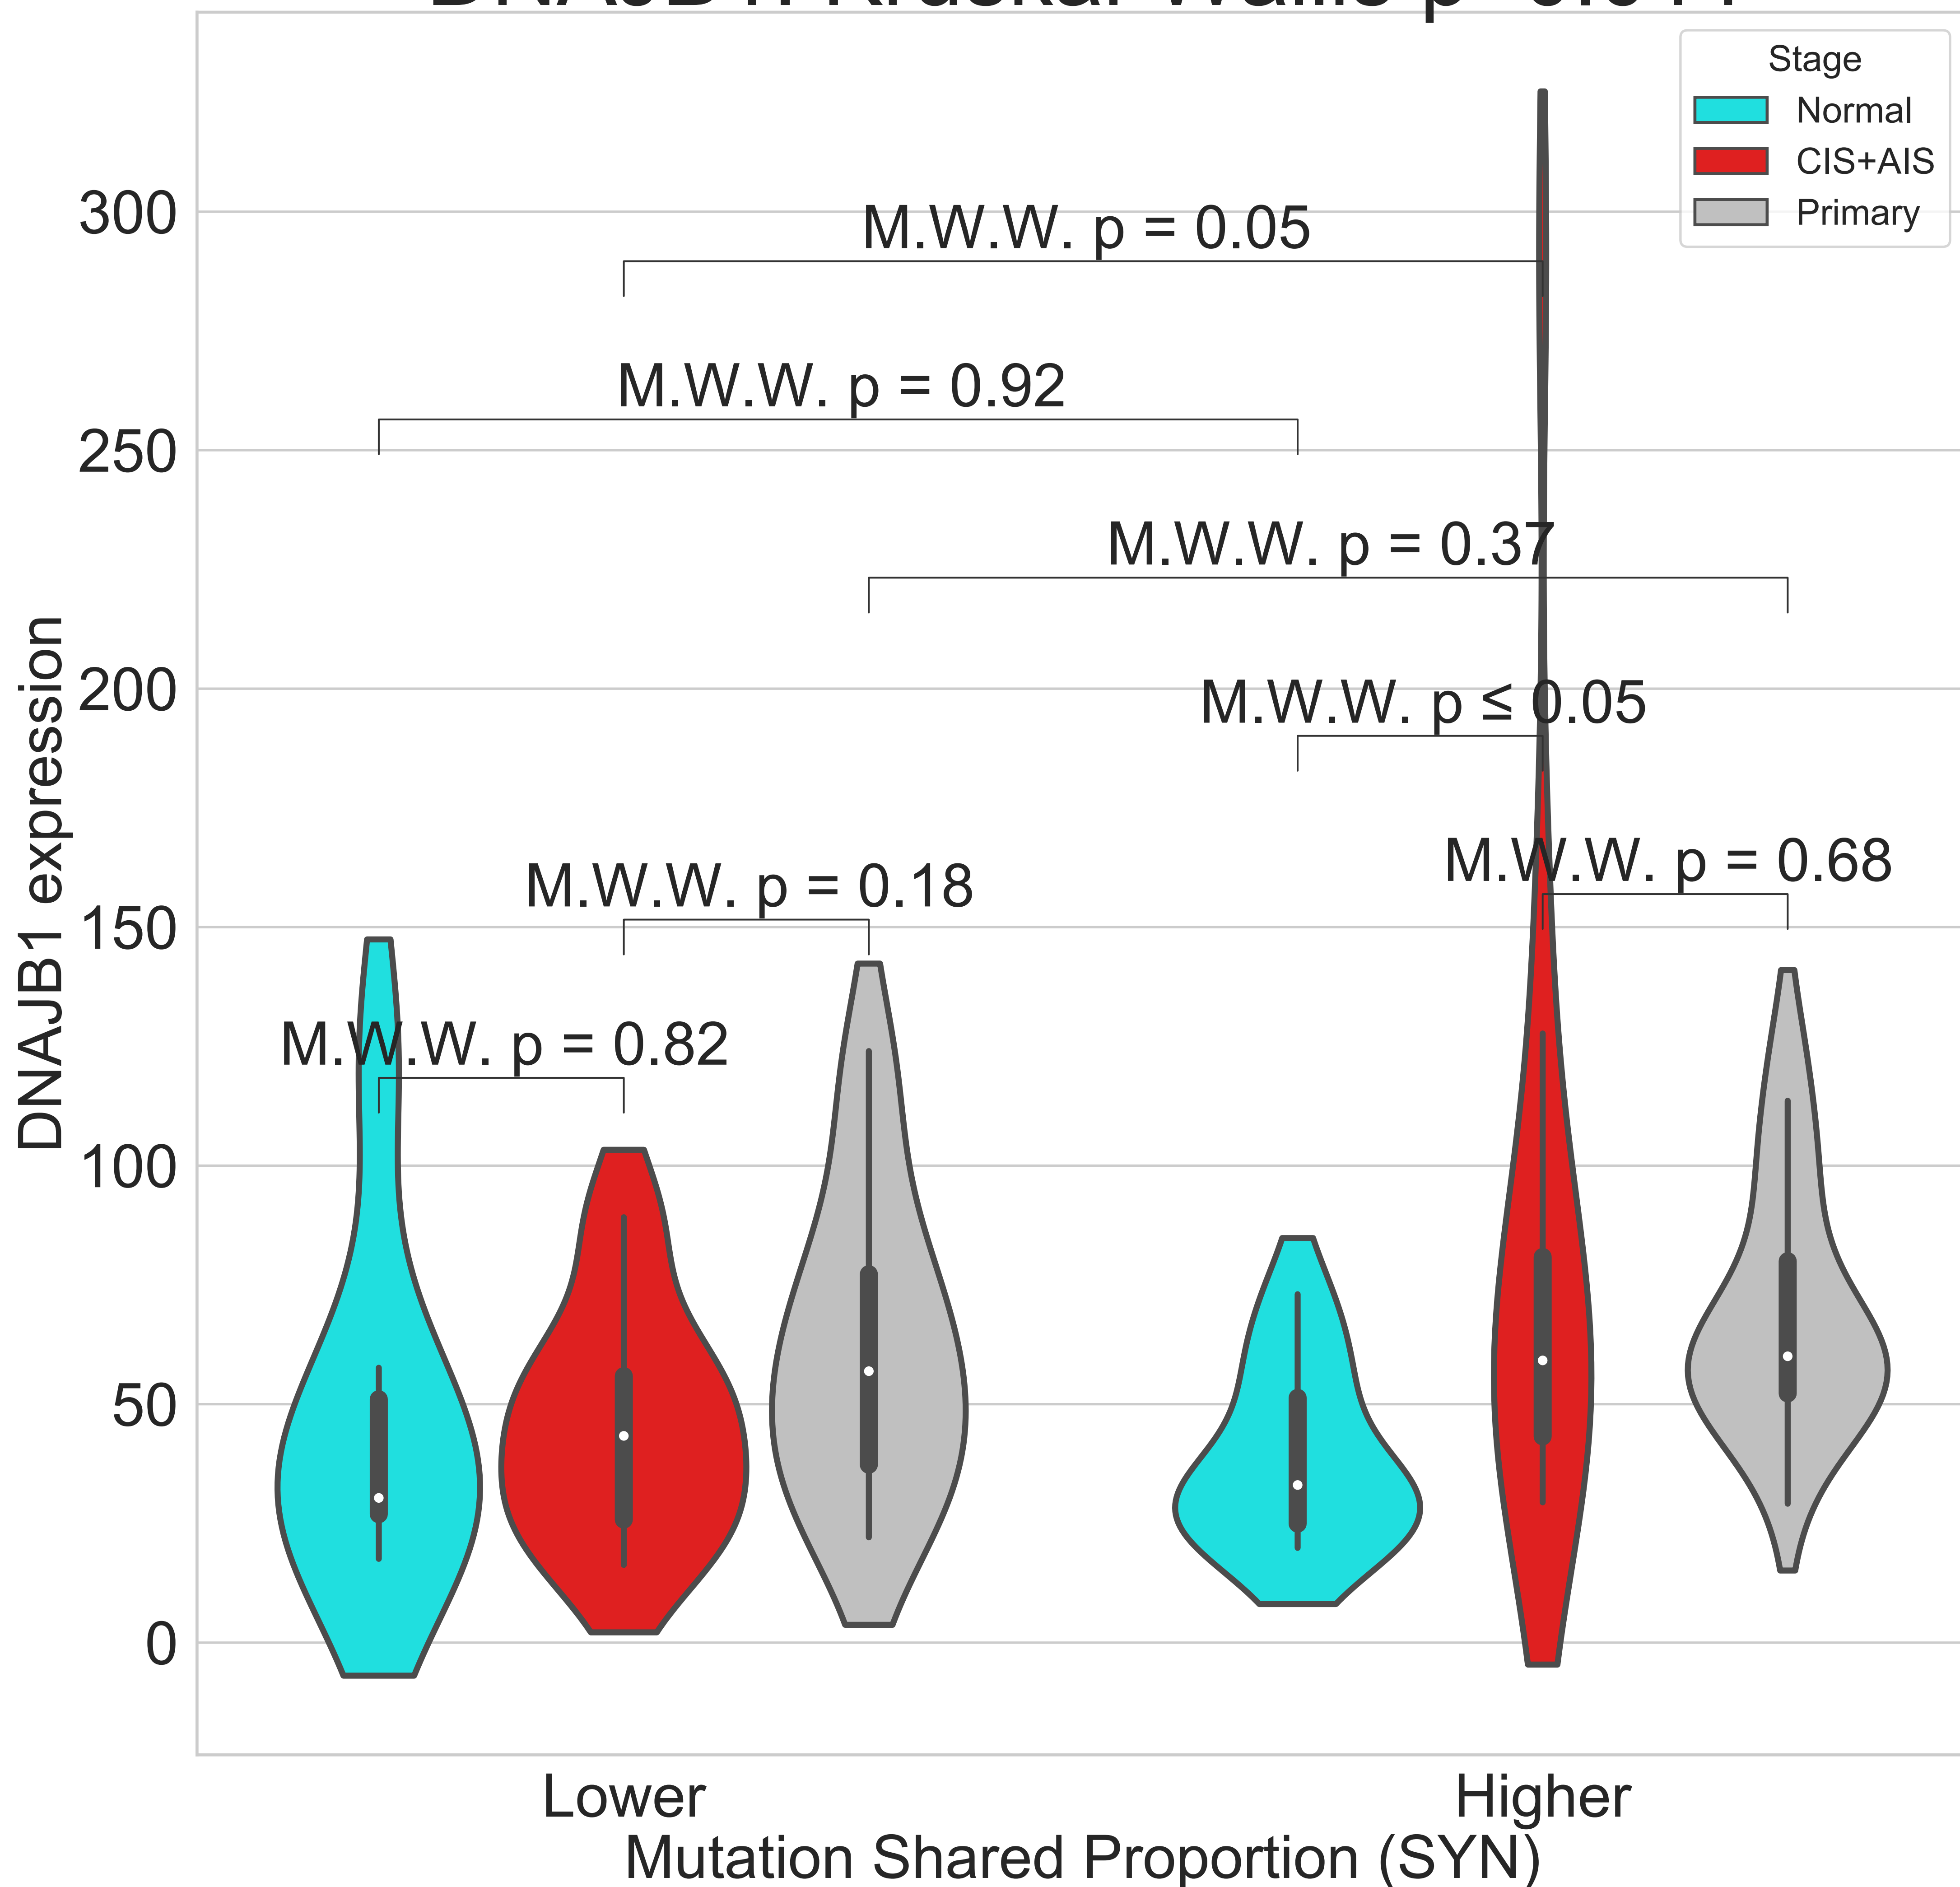 Stage
Normal
CIS+AIS
Primary
300
M.W.W. p = 0.05
M.W.W. p = 0.92
250
M.W.W. p = 0.37
200
M.W.W. p ≤ 0.05
M.W.W. p = 0.68
M.W.W. p = 0.18
150
M.W.W. p = 0.82
100
50
0
DNAJB1 expression
Lower
Higher
Mutation Shared Proportion (SYN)